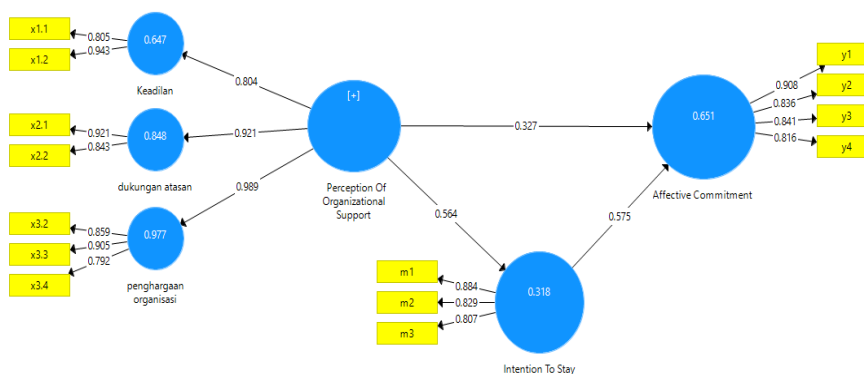 x1.1
0.805
x1.2
0.943
0.647
Keadilan
0.804
x2.1
0.921
x2.2
0.843
0.848
dukungan atasan
0.921
x3.2
0.859
x3.3
0.905
x3.4
0.792
0.977
penghargaan
organisasi
0.989
[+]
Perception Of
Organizational
Support
0.327
0.564
m1
0.884
m2
0.829
m3
0.807
0.318
Intention To Stay
0.575
0.651
Affective Commitment
0.908
y1
0.836
y2
0.841
y3
0.816
y4